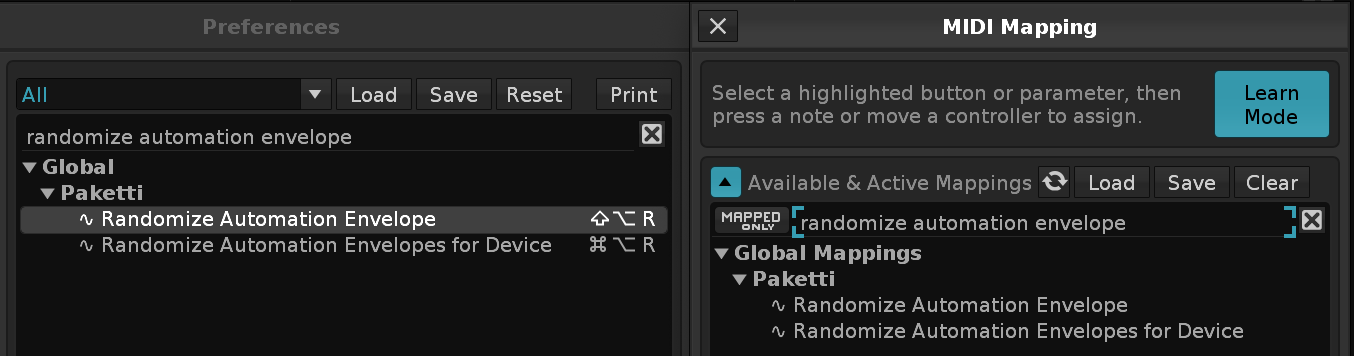 Preferences
All
Load
Save
Reset
Print
randomize automation envelope
Global
Paketti
Randomize Automation Envelope ⇧⌥ R
Randomize Automation Envelopes for Device ⌘⌥ R
MIDI Mapping
Select a highlighted button or parameter, then
press a note or move a controller to assign.
Learn
Mode
Available & Active Mappings
Load
Save
Clear
MAPPED
ONLY
randomize automation envelope
Global Mappings
Paketti
Randomize Automation Envelope
Randomize Automation Envelopes for Device